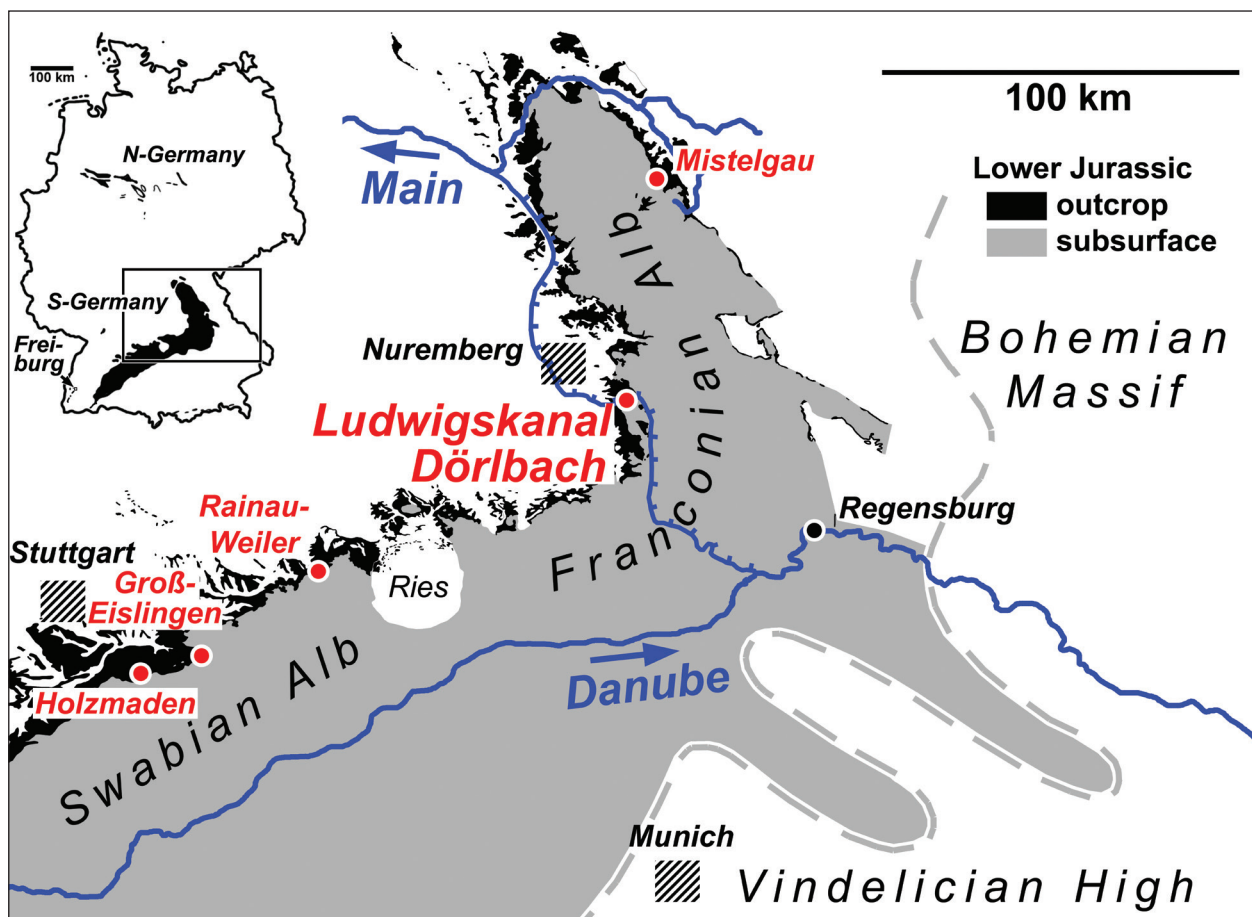 100 km
N-Germany
S-Germany
Frei-
burg
100 km
Lower Jurassic
outcrop
subsurface
Main
Mistelgau
Nuremberg
Ludwigskanal
Dörlbach
Bohemian
Massif
Franconian Alb
Regensburg
Rainau-
Weiler
Stuttgart
Groß-
Eislingen
Ries
Holzmaden
Swabian Alb
Danube
Munich
Vindelician High